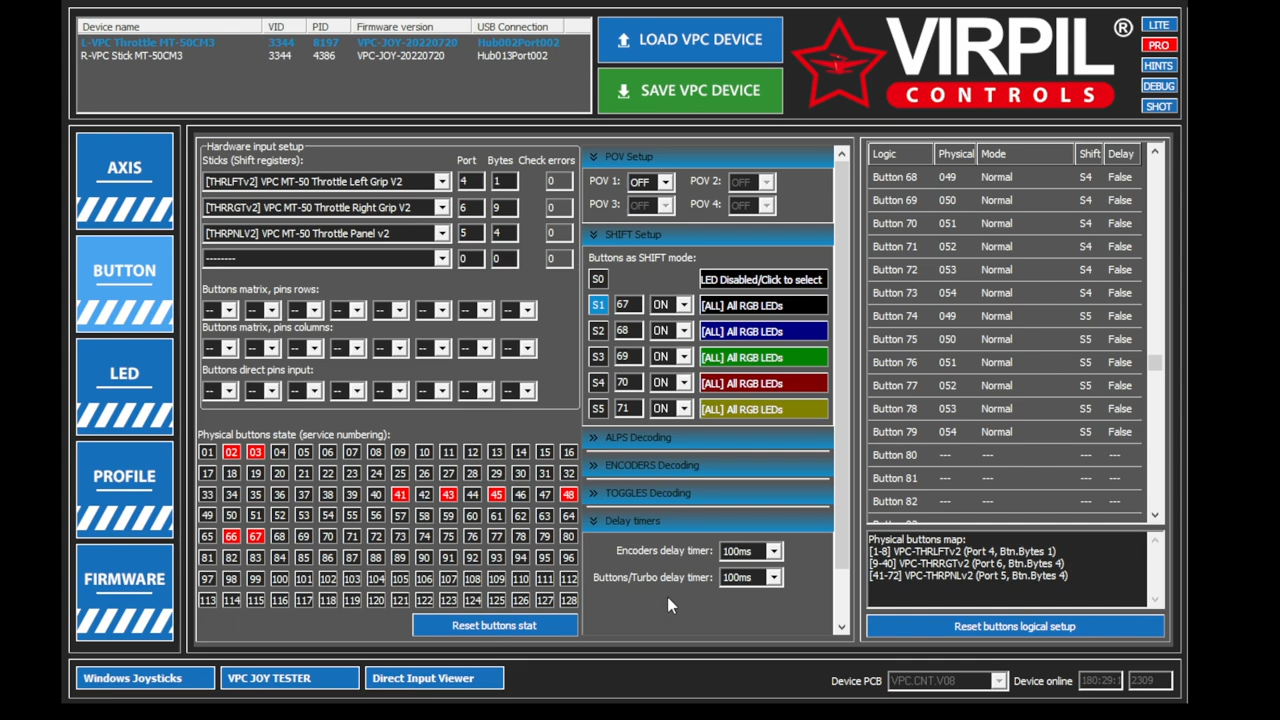 Device name VID PID Firmware version USB Connection
L-VPC Throttle MT-50CM3 3344 8197 VPC-JOY-20220720 Hub002Port002
R-VPC Stick MT-50CM3 3344 4386 VPC-JOY-20220720 Hub013Port002
LOAD VPC DEVICE
SAVE VPC DEVICE
VIRPIL ®
CONTROLS
LITE
PRO
HINTS
DEBUG
SHOT
AXIS
BUTTON
LED
PROFILE
FIRMWARE
Hardware input setup
Sticks (Shift registers): Port Bytes Check errors
[THRLFTv2] VPC MT-50 Throttle Left Grip V2 4 1 0
[THRRGTv2] VPC MT-50 Throttle Right Grip V2 6 9 0
[THRPNLV2] VPC MT-50 Throttle Panel v2 5 4 0
-------- 0 0 0
Buttons matrix, pins rows:
-- -- -- -- -- -- -- --
Buttons matrix, pins columns:
-- -- -- -- -- -- -- --
Buttons direct pins input:
-- -- -- -- -- -- -- --
Physical buttons state (service numbering):
01 02 03 04 05 06 07 08 09 10 11 12 13 14 15 16
17 18 19 20 21 22 23 24 25 26 27 28 29 30 31 32
33 34 35 36 37 38 39 40 41 42 43 44 45 46 47 48
49 50 51 52 53 54 55 56 57 58 59 60 61 62 63 64
65 66 67 68 69 70 71 72 73 74 75 76 77 78 79 80
81 82 83 84 85 86 87 88 89 90 91 92 93 94 95 96
97 98 99 100 101 102 103 104 105 106 107 108 109 110 111 112
113 114 115 116 117 118 119 120 121 122 123 124 125 126 127 128
Reset buttons stat
POV Setup
POV 1: OFF POV 2: OFF
POV 3: OFF POV 4: OFF
SHIFT Setup
Buttons as SHIFT mode:
S0 LED Disabled/Click to select
S1 67 ON [ALL] All RGB LEDs
S2 68 ON [ALL] All RGB LEDs
S3 69 ON [ALL] All RGB LEDs
S4 70 ON [ALL] All RGB LEDs
S5 71 ON [ALL] All RGB LEDs
ALPS Decoding
ENCODERS Decoding
TOGGLES Decoding
Delay timers
Encoders delay timer: 100ms
Buttons/Turbo delay timer: 100ms
Logic Physical Mode Shift Delay
Button 68 049 Normal S4 False
Button 69 050 Normal S4 False
Button 70 051 Normal S4 False
Button 71 052 Normal S4 False
Button 72 053 Normal S4 False
Button 73 054 Normal S4 False
Button 74 049 Normal S5 False
Button 75 050 Normal S5 False
Button 76 051 Normal S5 False
Button 77 052 Normal S5 False
Button 78 053 Normal S5 False
Button 79 054 Normal S5 False
Button 80 --- --- --- ---
Button 81 --- --- --- ---
Button 82 --- --- --- ---
Physical buttons map:
[1-8] VPC-THRLFTv2 (Port 4, Btn.Bytes 1)
[9-40] VPC-THRRGTv2 (Port 6, Btn.Bytes 4)
[41-72] VPC-THRPNLv2 (Port 5, Btn.Bytes 4)
Reset buttons logical setup
Windows Joysticks
VPC JOY TESTER
Direct Input Viewer
Device PCB VPC.CNT.V08 Device online 180:29:1 2309